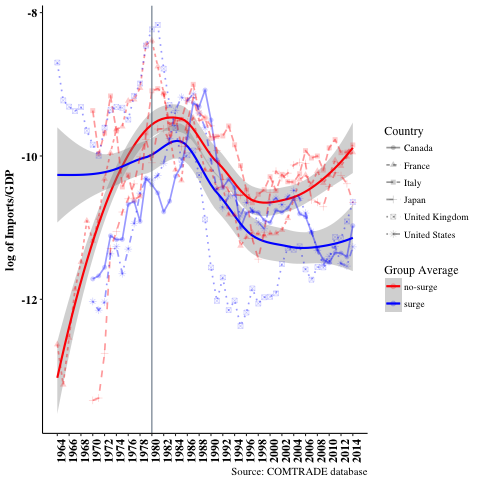 -8
-10
-11
-12
log of Imports/GDP
1964
1966
1968
1970
1972
1974
1976
1978
1980
1982
1984
1986
1988
1990
1992
1994
1996
1998
2000
2002
2004
2006
2008
2010
2012
2014
Source: COMTRADE database
Country
Canada
France
Italy
Japan
United Kingdom
United States
Group Average
no-surge
surge